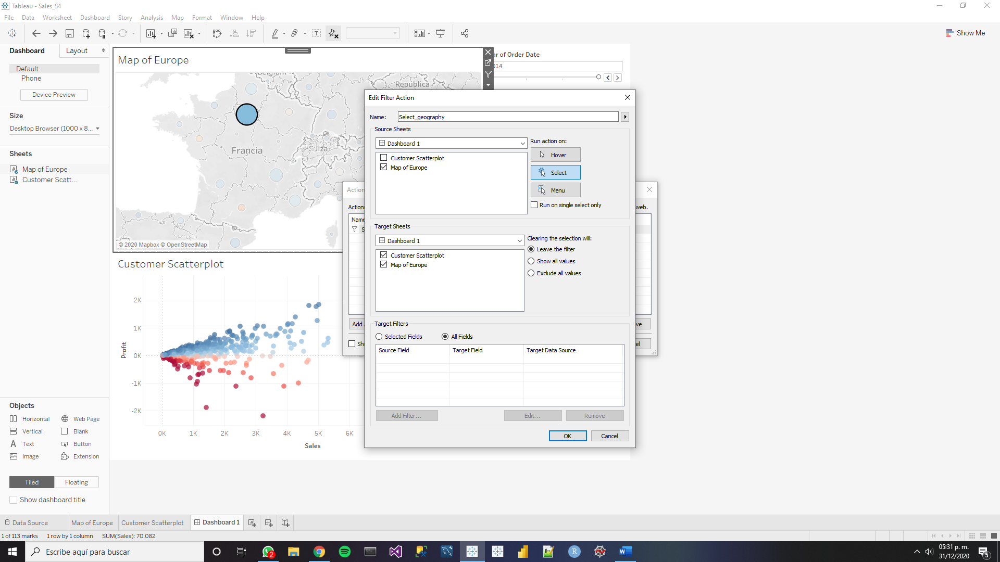 Tableau - Sales_S4
File Data Worksheet Dashboard Story Analysis Map Format Window Help
Show Me
Dashboard Layout
Default
Phone
Device Preview
Size
Desktop Browser (1000 x 8...
Sheets
Map of Europe
Customer Scatt...
Objects
Horizontal Web Page
Vertical Blank
Text Button
Image Extension
Tiled Floating
Show dashboard title
Map of Europe
República
Francia
Suiza
© 2020 Mapbox © OpenStreetMap
ar of Order Date
014
Customer Scatterplot
Profit
2K
1K
0K
-1K
-2K
0K 1K 2K 3K 4K 5K 6K
Sales
Action
Actions
web.
Name
S
Add
ve
Sh
el
Edit Filter Action
Name: Select_geography
Source Sheets
Dashboard 1
Customer Scatterplot
Map of Europe
Run action on:
Hover
Select
Menu
Run on single select only
Target Sheets
Dashboard 1
Customer Scatterplot
Map of Europe
Clearing the selection will:
Leave the filter
Show all values
Exclude all values
Target Filters
Selected Fields All Fields
Source Field Target Field Target Data Source
Add Filter... Edit... Remove
OK Cancel
Data Source Map of Europe Customer Scatterplot Dashboard 1
1 of 113 marks 1 row by 1 column SUM(Sales): 70,082
Escribe aquí para buscar
2
05:31 p. m.
31/12/2020
5